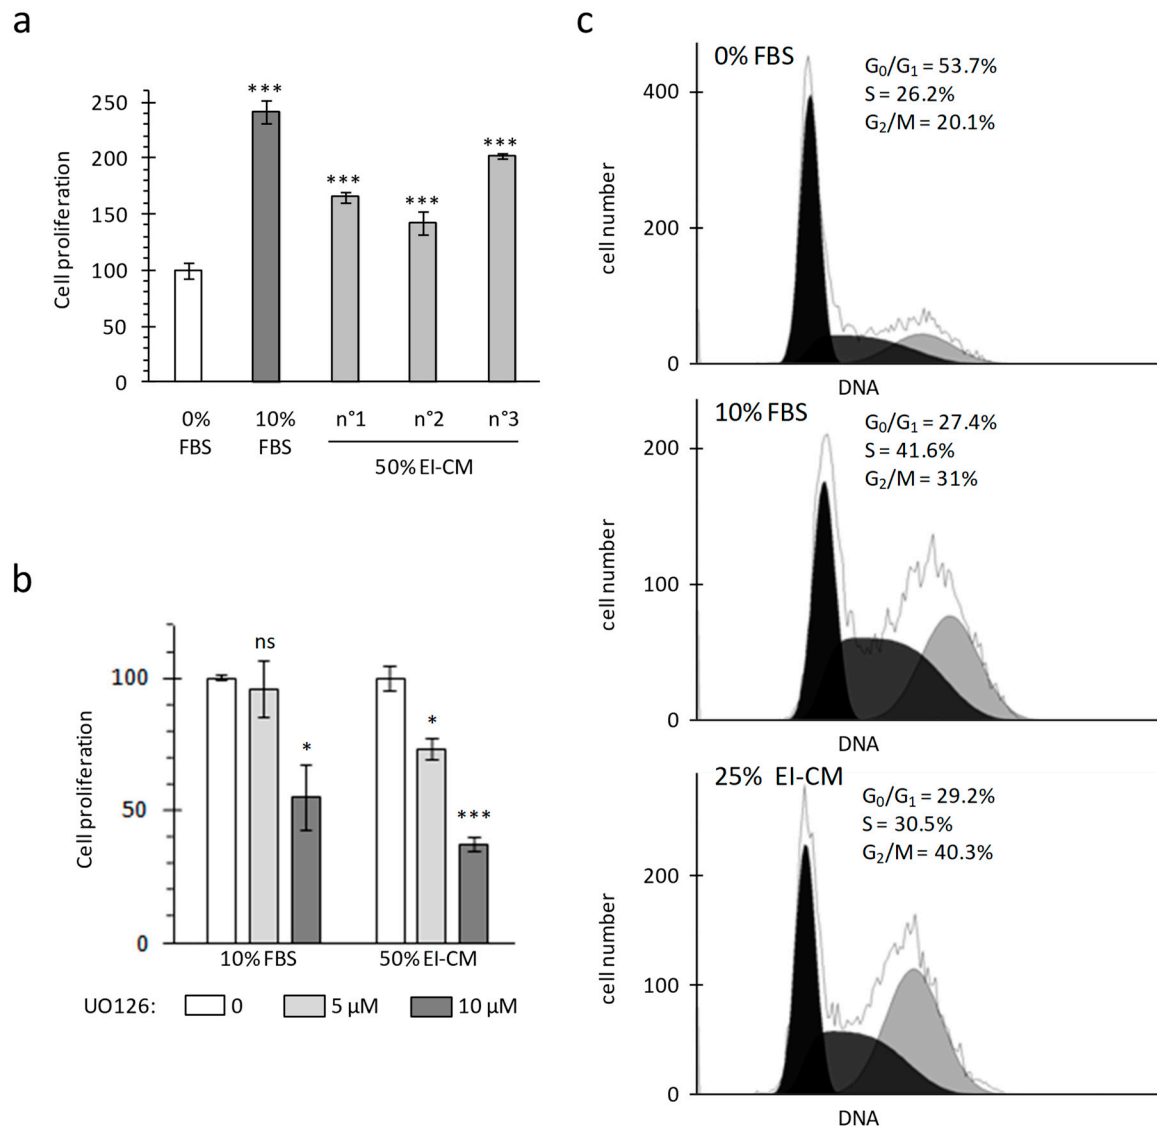 a
Cell proliferation
250
200
150
100
50
0
***
***
***
***
0%
FBS
10%
FBS
n°1
n°2
n°3
50% EI-CM
b
Cell proliferation
100
50
0
ns
*
*
***
10% FBS
50% EI-CM
UO126:
0
5 µM
10 µM
c
0% FBS
G₀/G₁ = 53.7%
S = 26.2%
G₂/M = 20.1%
cell number
400
200
0
DNA
10% FBS
G₀/G₁ = 27.4%
S = 41.6%
G₂/M = 31%
cell number
200
100
0
DNA
25% EI-CM
G₀/G₁ = 29.2%
S = 30.5%
G₂/M = 40.3%
cell number
200
100
0
DNA